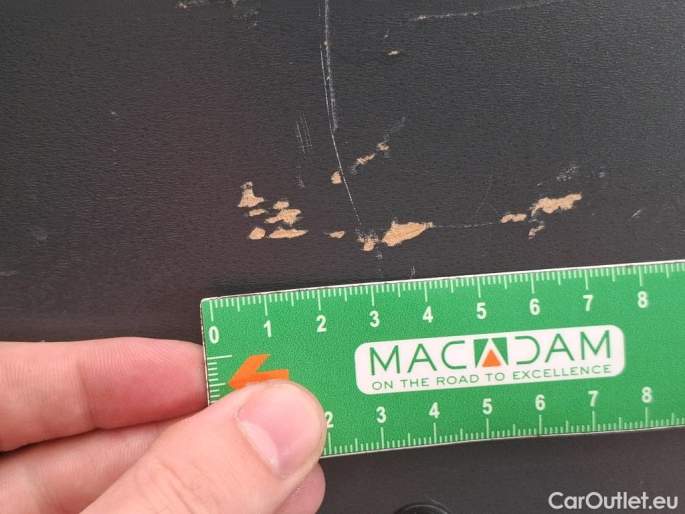 0 1 2 3 4 5 6 7 8
MACADAM
ON THE ROAD TO EXCELLENCE
2 3 4 5 6 7 8
CarOutlet.eu